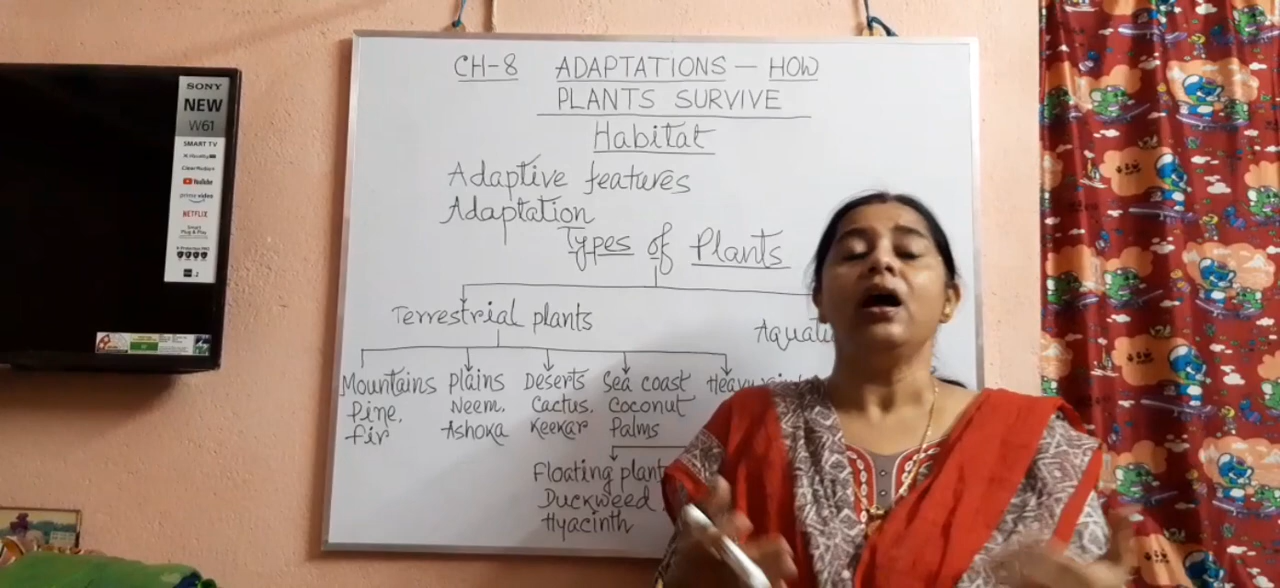 CH-8 ADAPTATIONS — HOW
PLANTS SURVIVE
Habitat
Adaptive features
Adaptation
Types of Plants
Terrestrial plants
Mountains
Pine,
fir
Plains
Neem.
Ashoka
Deserts
Cactus.
Keekar
Sea coast
Coconut
Palms
Floating plant
Duckweed
Hyacinth
SONY
NEW
W61
SMART TV
YouTube
prime video
NETFLIX